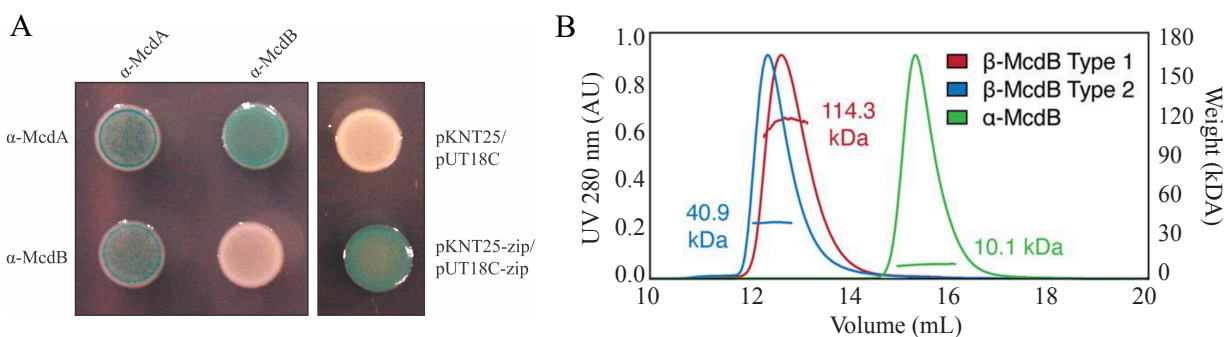 A
α-McdA
α-McdB
α-McdA
α-McdB
pKNT25/
pUT18C
pKNT25-zip/
pUT18C-zip
B
UV 280 nm (AU)
1.0
0.8
0.6
0.4
0.2
0.0
β-McdB Type 1
β-McdB Type 2
α-McdB
114.3
kDa
40.9
kDa
10.1 kDa
180
150
120
90
60
30
0
Weight (kDA)
10
12
14
16
18
20
Volume (mL)